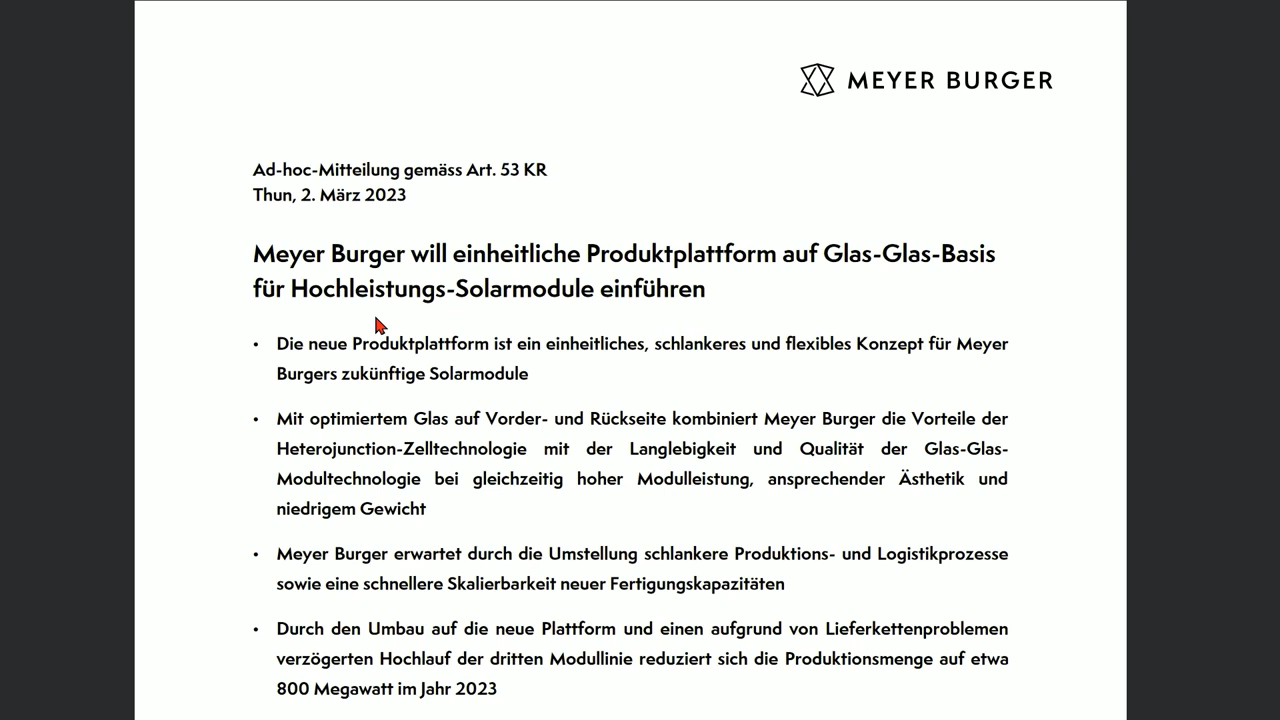 MEYER BURGER
Ad-hoc-Mitteilung gemäss Art. 53 KR
Thun, 2. März 2023
Meyer Burger will einheitliche Produktplattform auf Glas-Glas-Basis
für Hochleistungs-Solarmodule einführen
• Die neue Produktplattform ist ein einheitliches, schlankeres und flexibles Konzept für Meyer
Burgers zukünftige Solarmodule
• Mit optimiertem Glas auf Vorder- und Rückseite kombiniert Meyer Burger die Vorteile der
Heterojunction-Zelltechnologie mit der Langlebigkeit und Qualität der Glas-Glas-
Modultechnologie bei gleichzeitig hoher Modulleistung, ansprechender Ästhetik und
niedrigem Gewicht
• Meyer Burger erwartet durch die Umstellung schlankere Produktions- und Logistikprozesse
sowie eine schnellere Skalierbarkeit neuer Fertigungskapazitäten
• Durch den Umbau auf die neue Plattform und einen aufgrund von Lieferkettenproblemen
verzögerten Hochlauf der dritten Modullinie reduziert sich die Produktionsmenge auf etwa
800 Megawatt im Jahr 2023